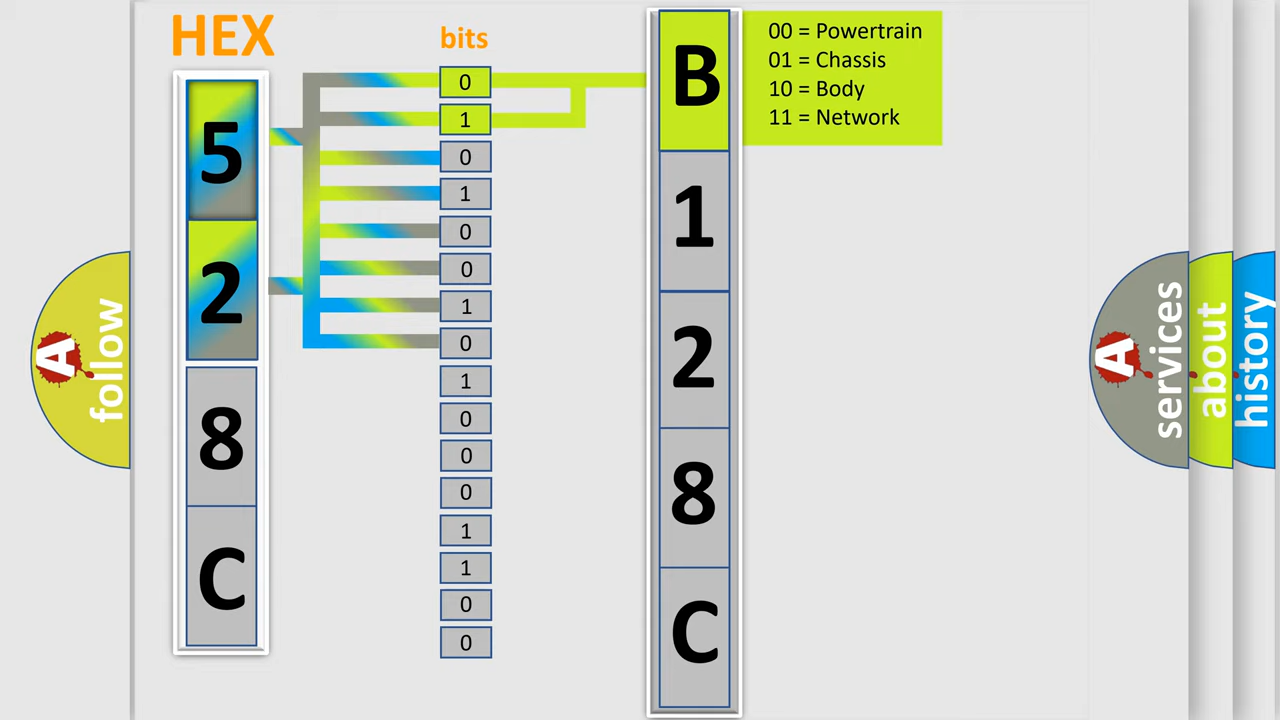 HEX
5
2
8
C
bits
0
1
0
1
0
0
1
0
1
0
0
0
1
1
0
0
B
1
2
8
C
00 = Powertrain
01 = Chassis
10 = Body
11 = Network
A follow
A services
about
history